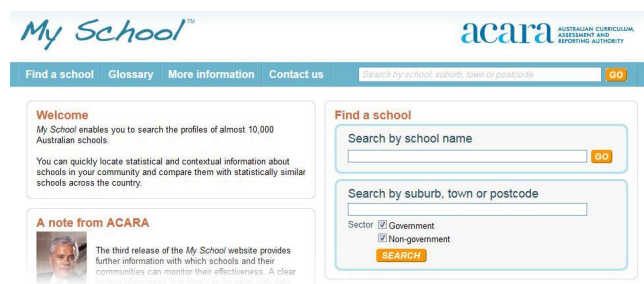 My School™
acara AUSTRALIAN CURRICULUM,
ASSESSMENT AND
REPORTING AUTHORITY
Find a school Glossary More information Contact us Search by school, suburb, town or postcode GO
Welcome
My School enables you to search the profiles of almost 10,000
Australian schools.
You can quickly locate statistical and contextual information about
schools in your community and compare them with statistically similar
schools across the country.
A note from ACARA
The third release of the My School website provides
further information with which schools and their
communities can monitor their effectiveness. A clear
Find a school
Search by school name
GO
Search by suburb, town or postcode
Sector Government
Non-government
SEARCH